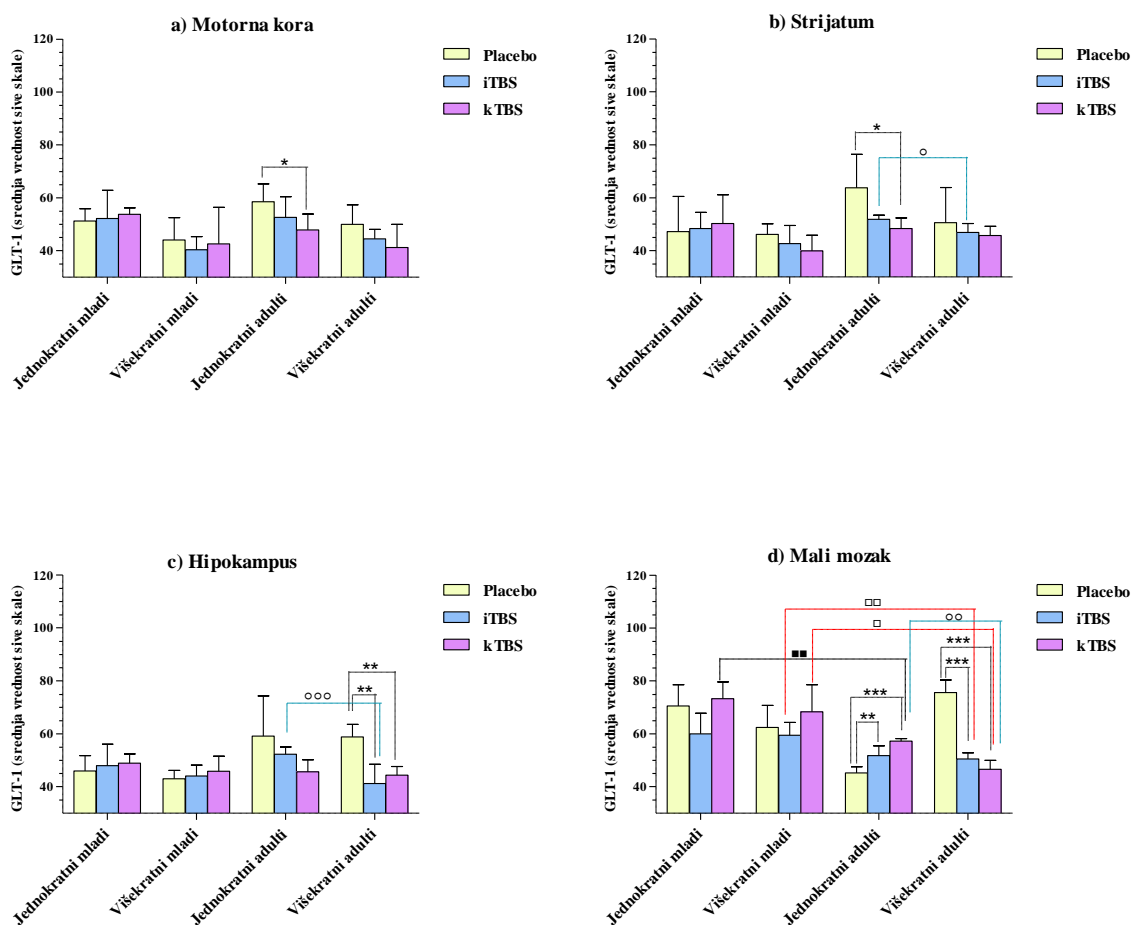 a) Motorna kora
GLT-1 (srednja vrednost sive skale)
120
100
80
60
40
*
Placebo
iTBS
kTBS
Jednokratni mladi
Višekratni mladi
Jednokratni adulti
Višekratni adulti
b) Strijatum
GLT-1 (srednja vrednost sive skale)
120
100
80
60
40
*
○
Placebo
iTBS
kTBS
Jednokratni mladi
Višekratni mladi
Jednokratni adulti
Višekratni adulti
c) Hipokampus
GLT-1 (srednja vrednost sive skale)
120
100
80
60
40
○○○
**
**
Placebo
iTBS
kTBS
Jednokratni mladi
Višekratni mladi
Jednokratni adulti
Višekratni adulti
d) Mali mozak
GLT-1 (srednja vrednost sive skale)
120
100
80
60
40
□□
□
○○
■■
***
***
***
**
Placebo
iTBS
kTBS
Jednokratni mladi
Višekratni mladi
Jednokratni adulti
Višekratni adulti